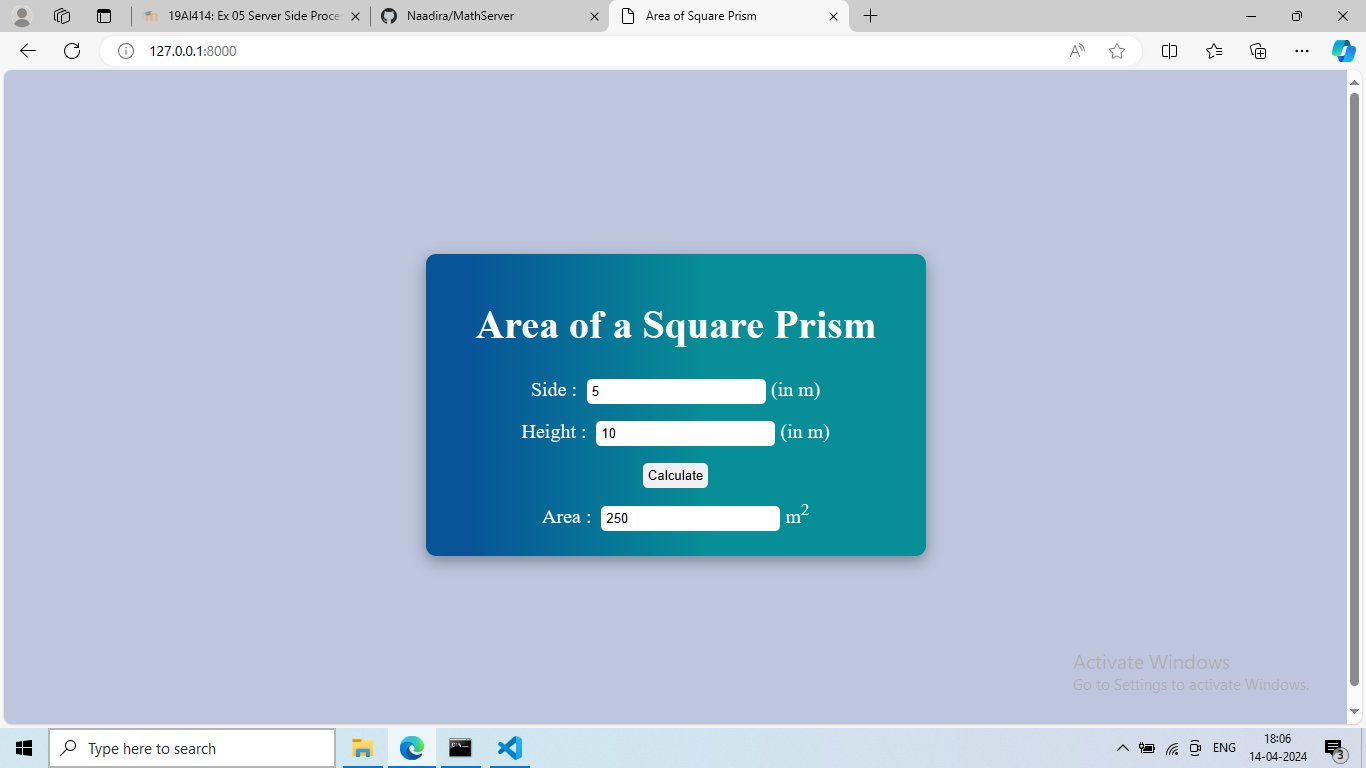 19AI414: Ex 05 Server Side Proce
Naadira/MathServer
Area of Square Prism
127.0.0.1:8000
Area of a Square Prism
Side : 5 (in m)
Height : 10 (in m)
Calculate
Area : 250 m²
Activate Windows
Go to Settings to activate Windows.
Type here to search
ENG
18:06
14-04-2024
3